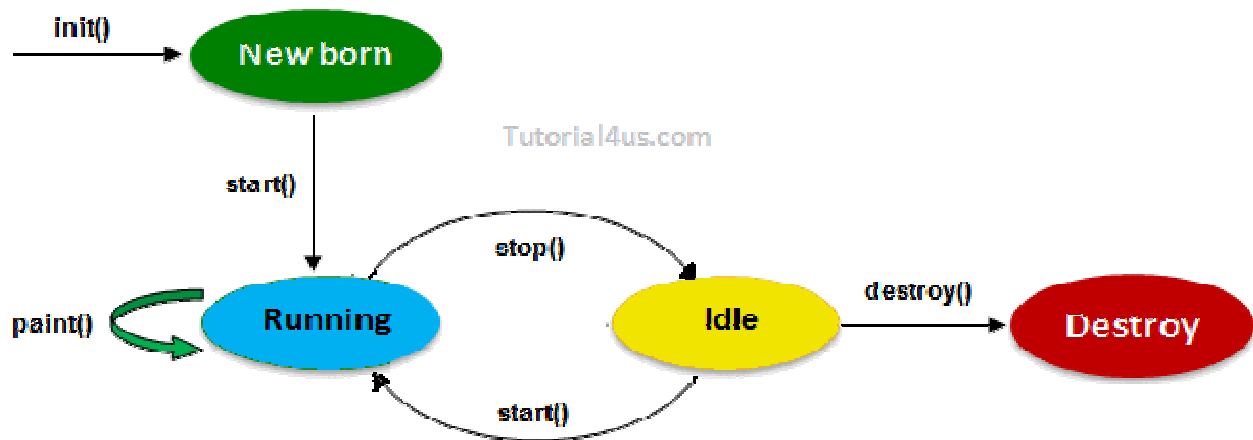 init()
New born
Tutorial4us.com
start()
stop()
paint()
Running
Idle
destroy()
Destroy
start()